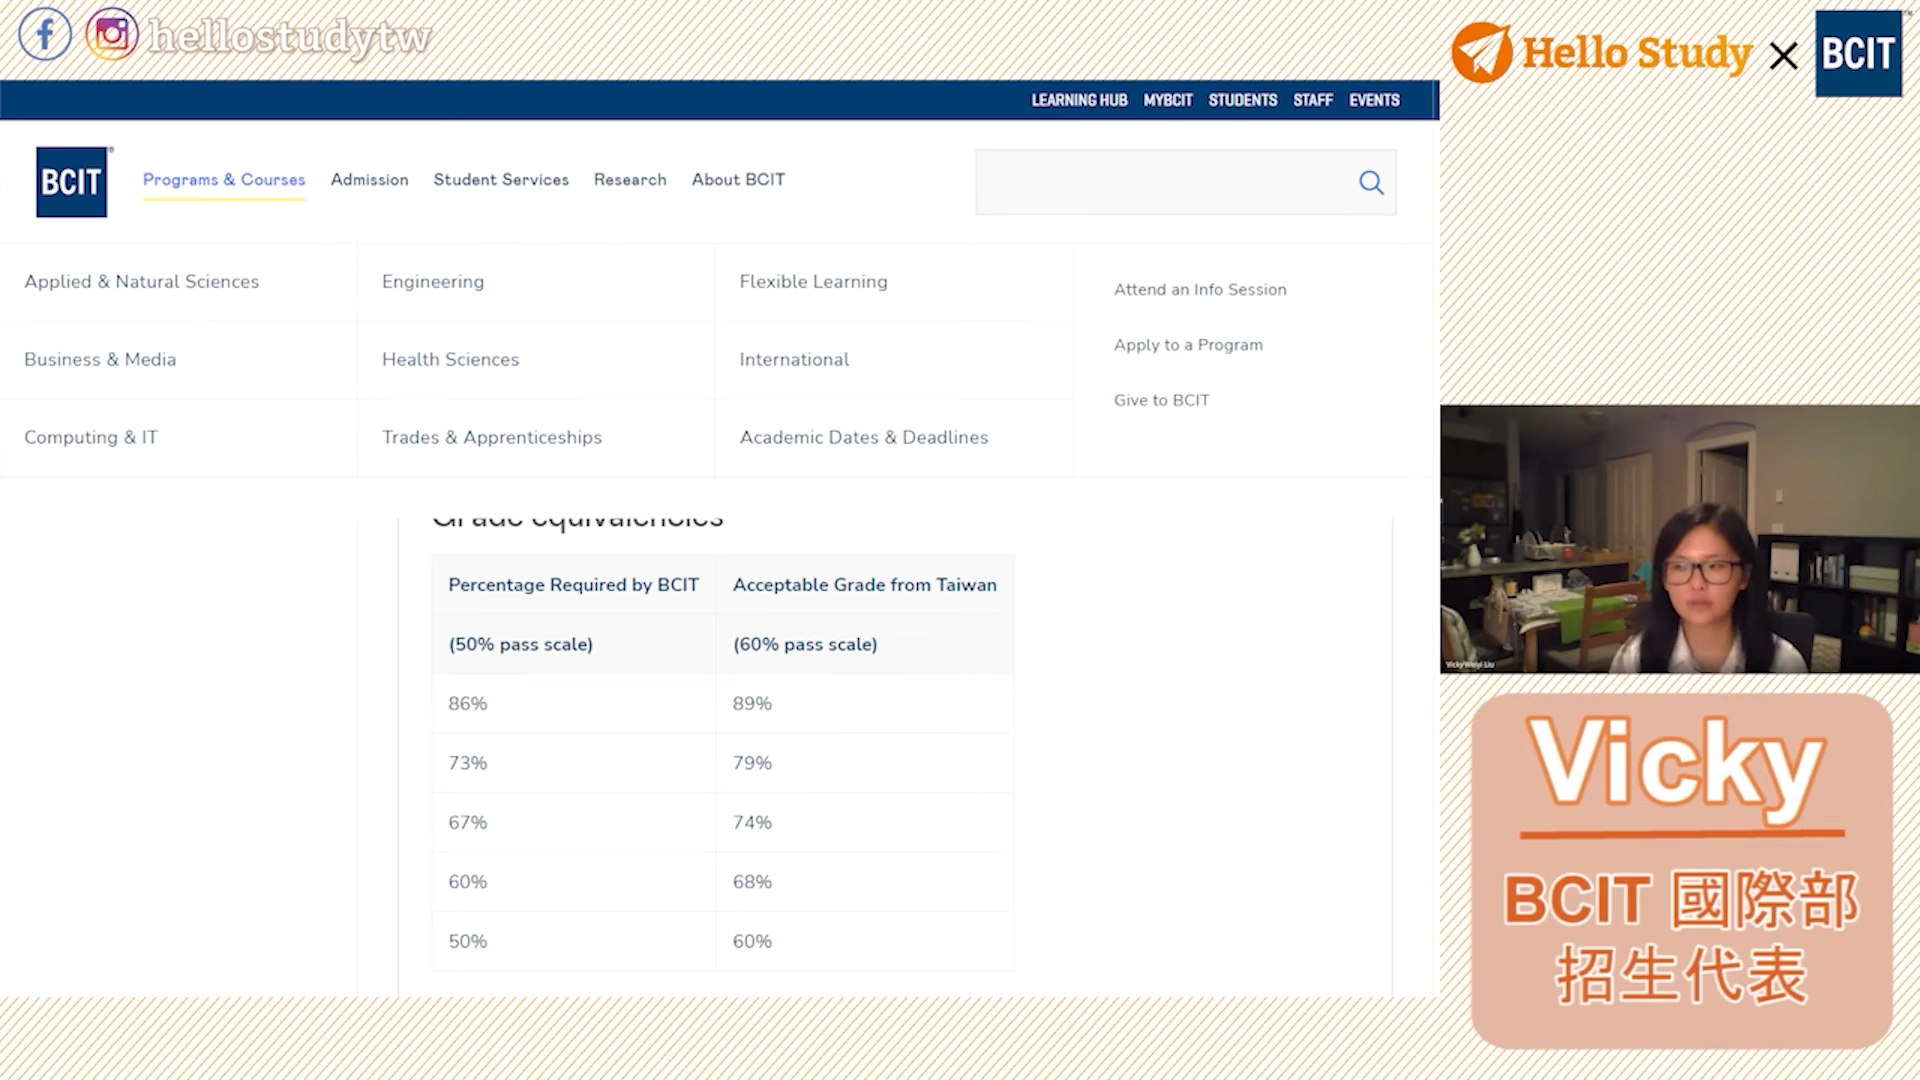 hellostudytw
Hello Study
BCIT
LEARNING HUB MYBCIT STUDENTS STAFF EVENTS
BCIT
Programs & Courses Admission Student Services Research About BCIT
Applied & Natural Sciences
Engineering
Flexible Learning
Attend an Info Session
Business & Media
Health Sciences
International
Apply to a Program
Give to BCIT
Computing & IT
Trades & Apprenticeships
Academic Dates & Deadlines
Grade equivalencies
Percentage Required by BCIT Acceptable Grade from Taiwan
(50% pass scale) (60% pass scale)
86% 89%
73% 79%
67% 74%
60% 68%
50% 60%
Vicky
BCIT 國際部
招生代表